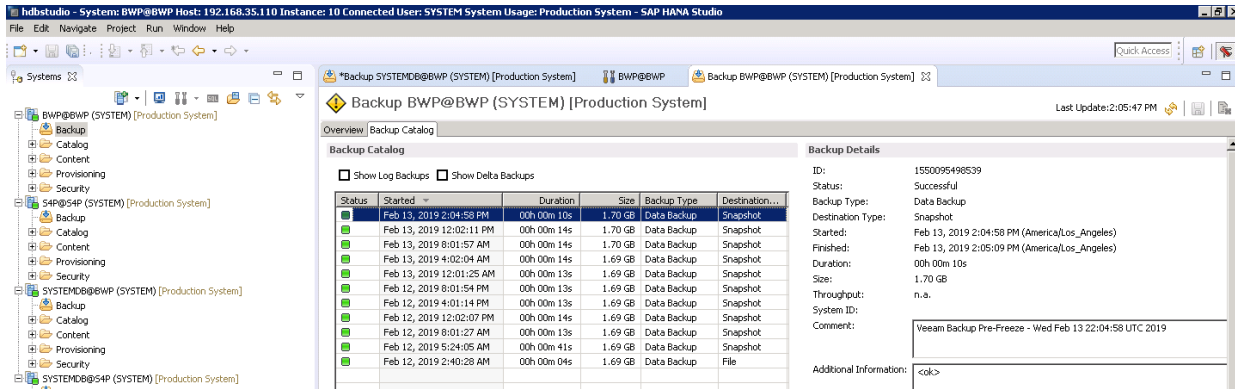 hdbstudio - System: BWP@BWP Host: 192.168.35.110 Instance: 10 Connected User: SYSTEM System Usage: Production System - SAP HANA Studio
File Edit Navigate Project Run Window Help
Quick Access
Systems
*Backup SYSTEMDB@BWP (SYSTEM) [Production System]
BWP@BWP
Backup BWP@BWP (SYSTEM) [Production System]
BWP@BWP (SYSTEM) [Production System]
Backup
Catalog
Content
Provisioning
Security
S4P@S4P (SYSTEM) [Production System]
Backup
Catalog
Content
Provisioning
Security
SYSTEMDB@BWP (SYSTEM) [Production System]
Backup
Catalog
Content
Provisioning
Security
SYSTEMDB@S4P (SYSTEM) [Production System]
Backup BWP@BWP (SYSTEM) [Production System]
Last Update:2:05:47 PM
Overview Backup Catalog
Backup Catalog
Show Log Backups Show Delta Backups
Status Started Duration Size Backup Type Destination...
Feb 13, 2019 2:04:58 PM 00h 00m 10s 1.70 GB Data Backup Snapshot
Feb 13, 2019 12:02:11 PM 00h 00m 14s 1.70 GB Data Backup Snapshot
Feb 13, 2019 8:01:57 AM 00h 00m 14s 1.70 GB Data Backup Snapshot
Feb 13, 2019 4:02:04 AM 00h 00m 14s 1.69 GB Data Backup Snapshot
Feb 13, 2019 12:01:25 AM 00h 00m 13s 1.69 GB Data Backup Snapshot
Feb 12, 2019 8:01:54 PM 00h 00m 13s 1.69 GB Data Backup Snapshot
Feb 12, 2019 4:01:14 PM 00h 00m 13s 1.69 GB Data Backup Snapshot
Feb 12, 2019 12:02:07 PM 00h 00m 14s 1.69 GB Data Backup Snapshot
Feb 12, 2019 8:01:27 AM 00h 00m 13s 1.69 GB Data Backup Snapshot
Feb 12, 2019 5:24:05 AM 00h 00m 41s 1.69 GB Data Backup Snapshot
Feb 12, 2019 2:40:28 AM 00h 00m 04s 1.69 GB Data Backup File
Backup Details
ID: 1550095498539
Status: Successful
Backup Type: Data Backup
Destination Type: Snapshot
Started: Feb 13, 2019 2:04:58 PM (America/Los_Angeles)
Finished: Feb 13, 2019 2:05:09 PM (America/Los_Angeles)
Duration: 00h 00m 10s
Size: 1.70 GB
Throughput: n.a.
System ID:
Comment: Veeam Backup Pre-Freeze - Wed Feb 13 22:04:58 UTC 2019
Additional Information: <ok>